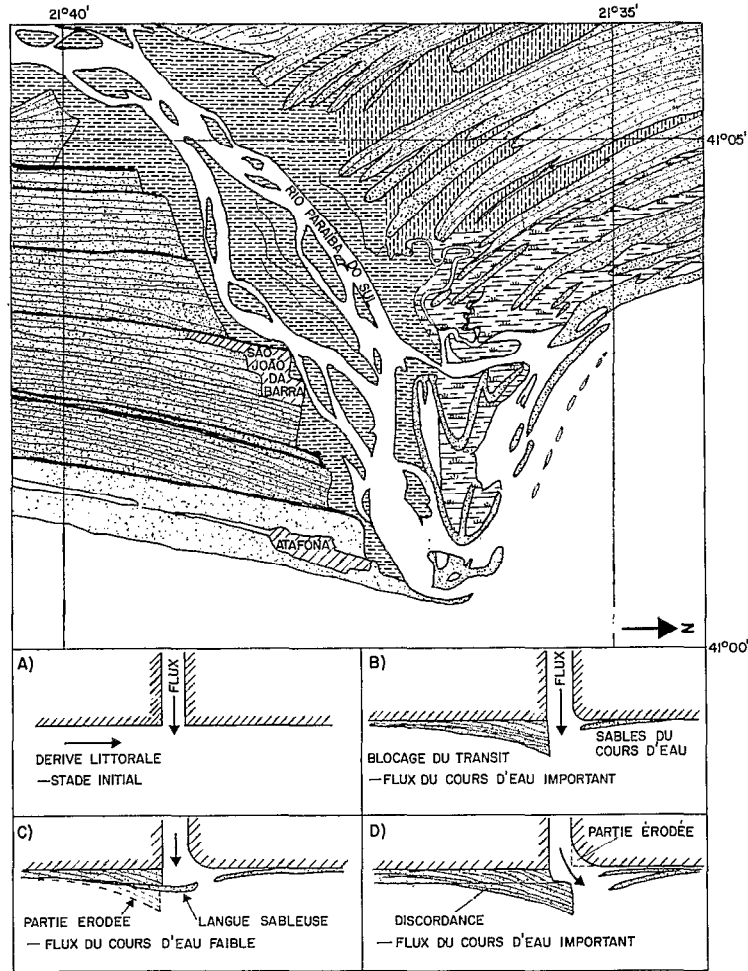 21°40'
21°35'
41°05'
RIO PARAIBA DO SUL
SÃO
JOÃO
DA
BARRA
ATAFONA
N
41°00'
A)
FLUX
DERIVE LITTORALE
—STADE INITIAL
B)
FLUX
SABLES DU
COURS D'EAU
BLOCAGE DU TRANSIT
— FLUX DU COURS D'EAU IMPORTANT
C)
PARTIE ERODÉE
LANGUE SABLEUSE
— FLUX DU COURS D'EAU FAIBLE
D)
PARTIE ÉRODÉE
DISCORDANCE
—FLUX DU COURS D'EAU IMPORTANT